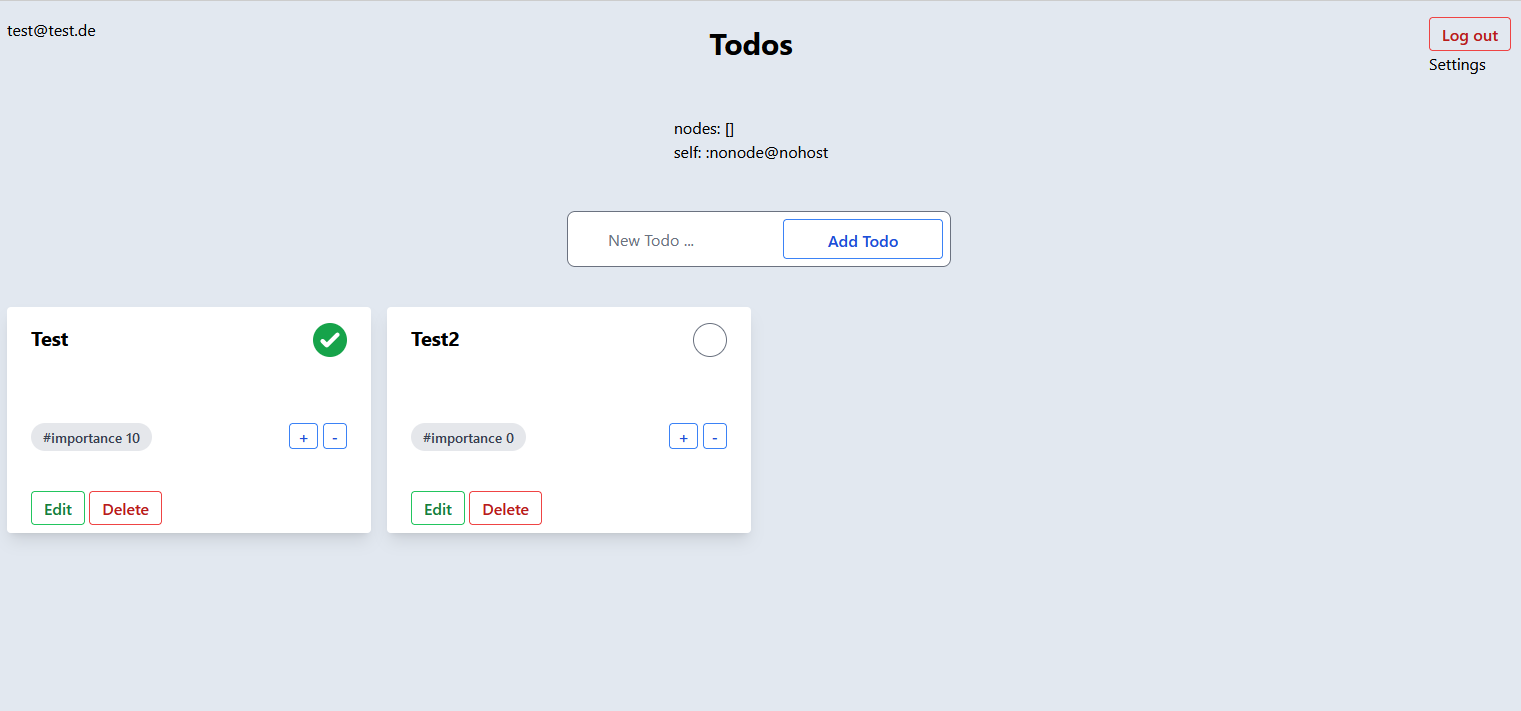 test@test.de
Todos
Log out
Settings
nodes: []
self: :nonode@nohost
New Todo ...
Add Todo
Test
#importance 10
+
-
Edit
Delete
Test2
#importance 0
+
-
Edit
Delete